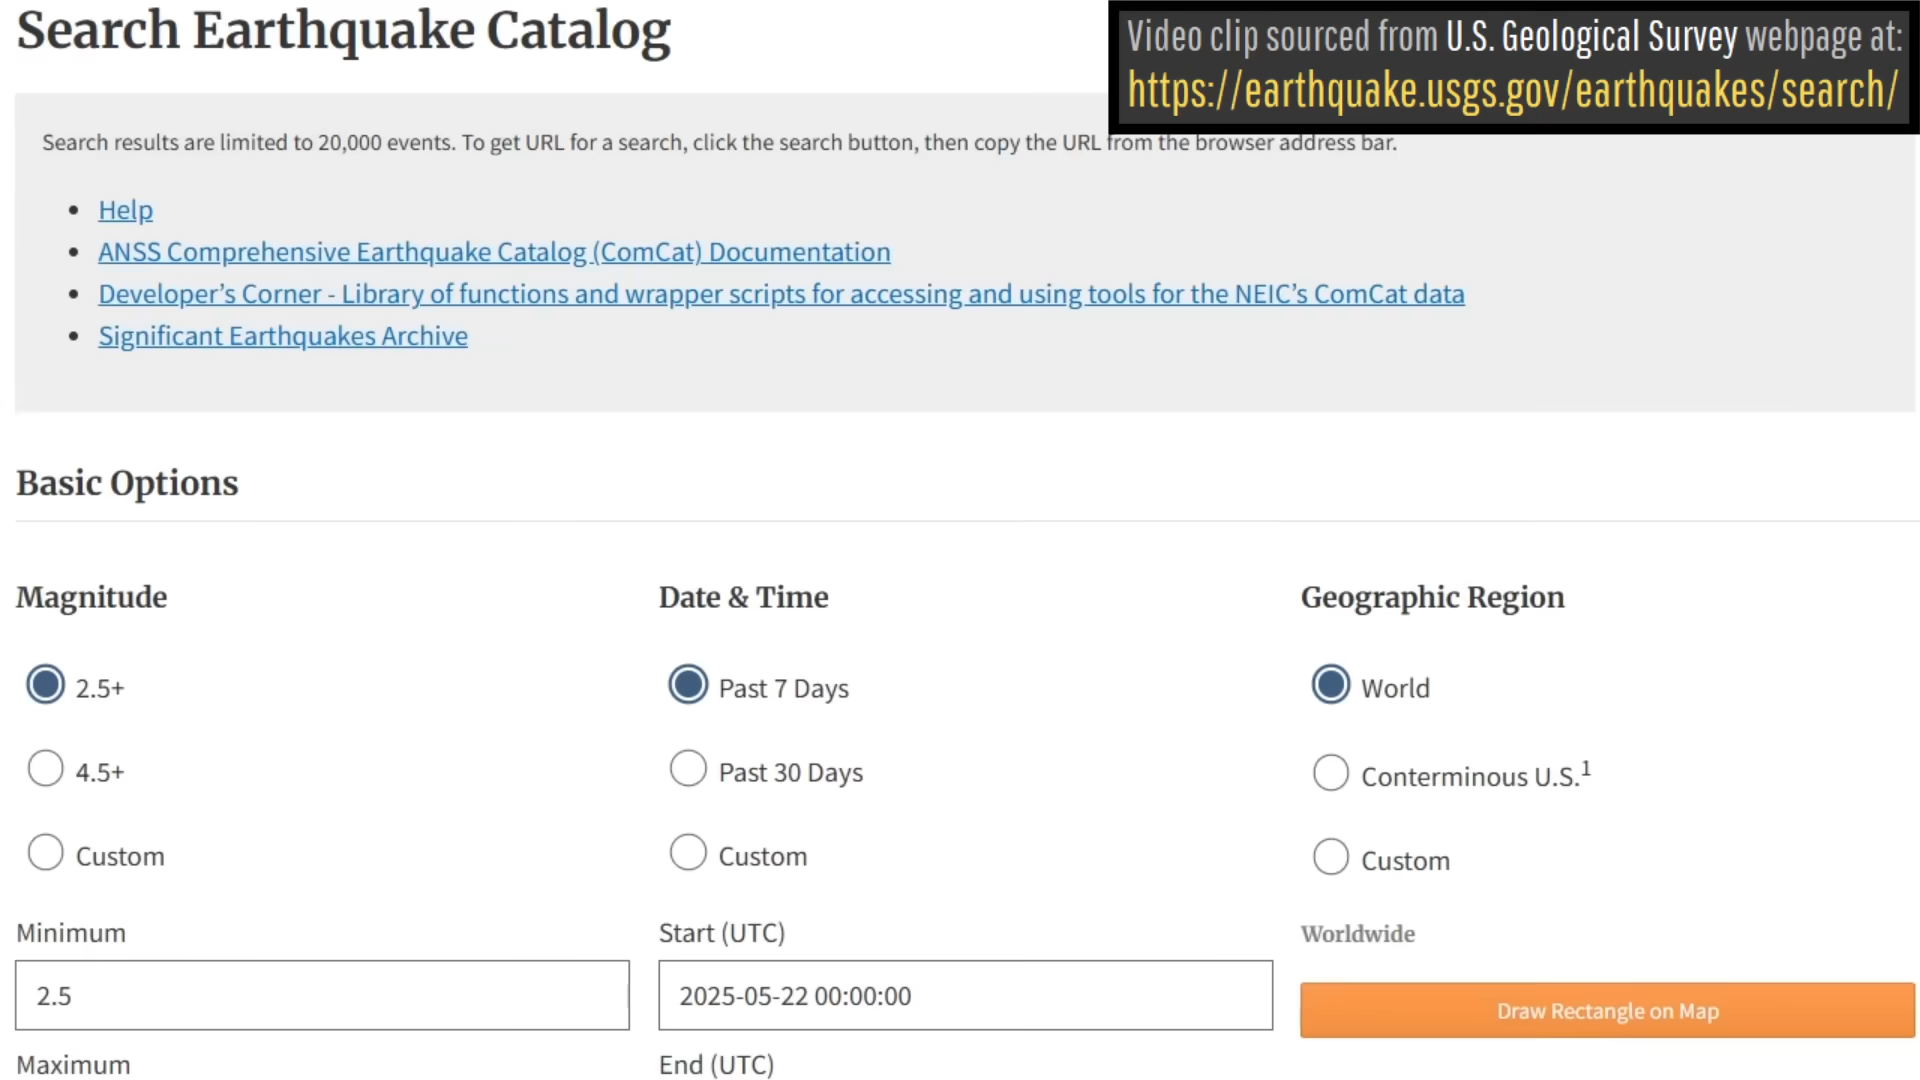 Search Earthquake Catalog
Video clip sourced from U.S. Geological Survey webpage at:
https://earthquake.usgs.gov/earthquakes/search/
Search results are limited to 20,000 events. To get URL for a search, click the search button, then copy the URL from the browser address bar.
Help
ANSS Comprehensive Earthquake Catalog (ComCat) Documentation
Developer’s Corner - Library of functions and wrapper scripts for accessing and using tools for the NEIC’s ComCat data
Significant Earthquakes Archive
Basic Options
Magnitude
2.5+
4.5+
Custom
Minimum
2.5
Maximum
Date & Time
Past 7 Days
Past 30 Days
Custom
Start (UTC)
2025-05-22 00:00:00
End (UTC)
Geographic Region
World
Conterminous U.S.1
Custom
Worldwide
Draw Rectangle on Map